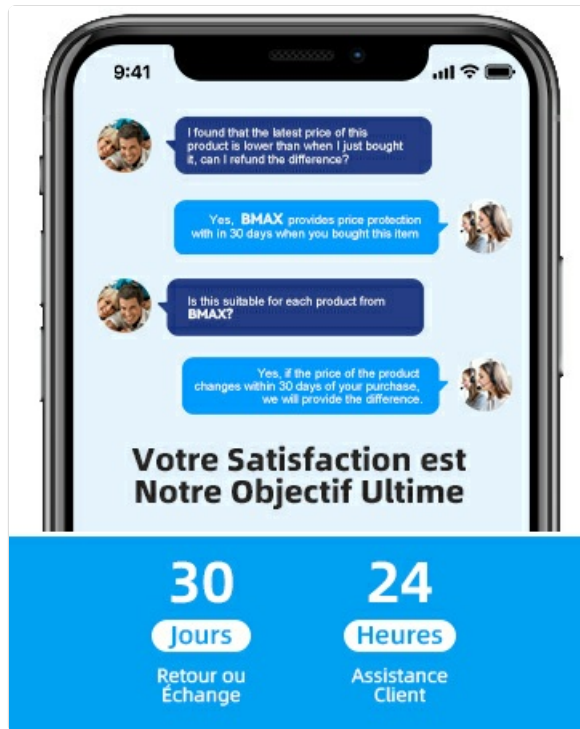 9:41
I found that the latest price of this
product is lower than when I just bought
it, can I refund the difference?
Yes, BMAX provides price protection
with in 30 days when you bought this item
Is this suitable for each product from
BMAX?
Yes, if the price of the product
changes within 30 days of your purchase,
we will provide the difference.
Votre Satisfaction est
Notre Objectif Ultime
30
Jours
Retour ou
Échange
24
Heures
Assistance
Client